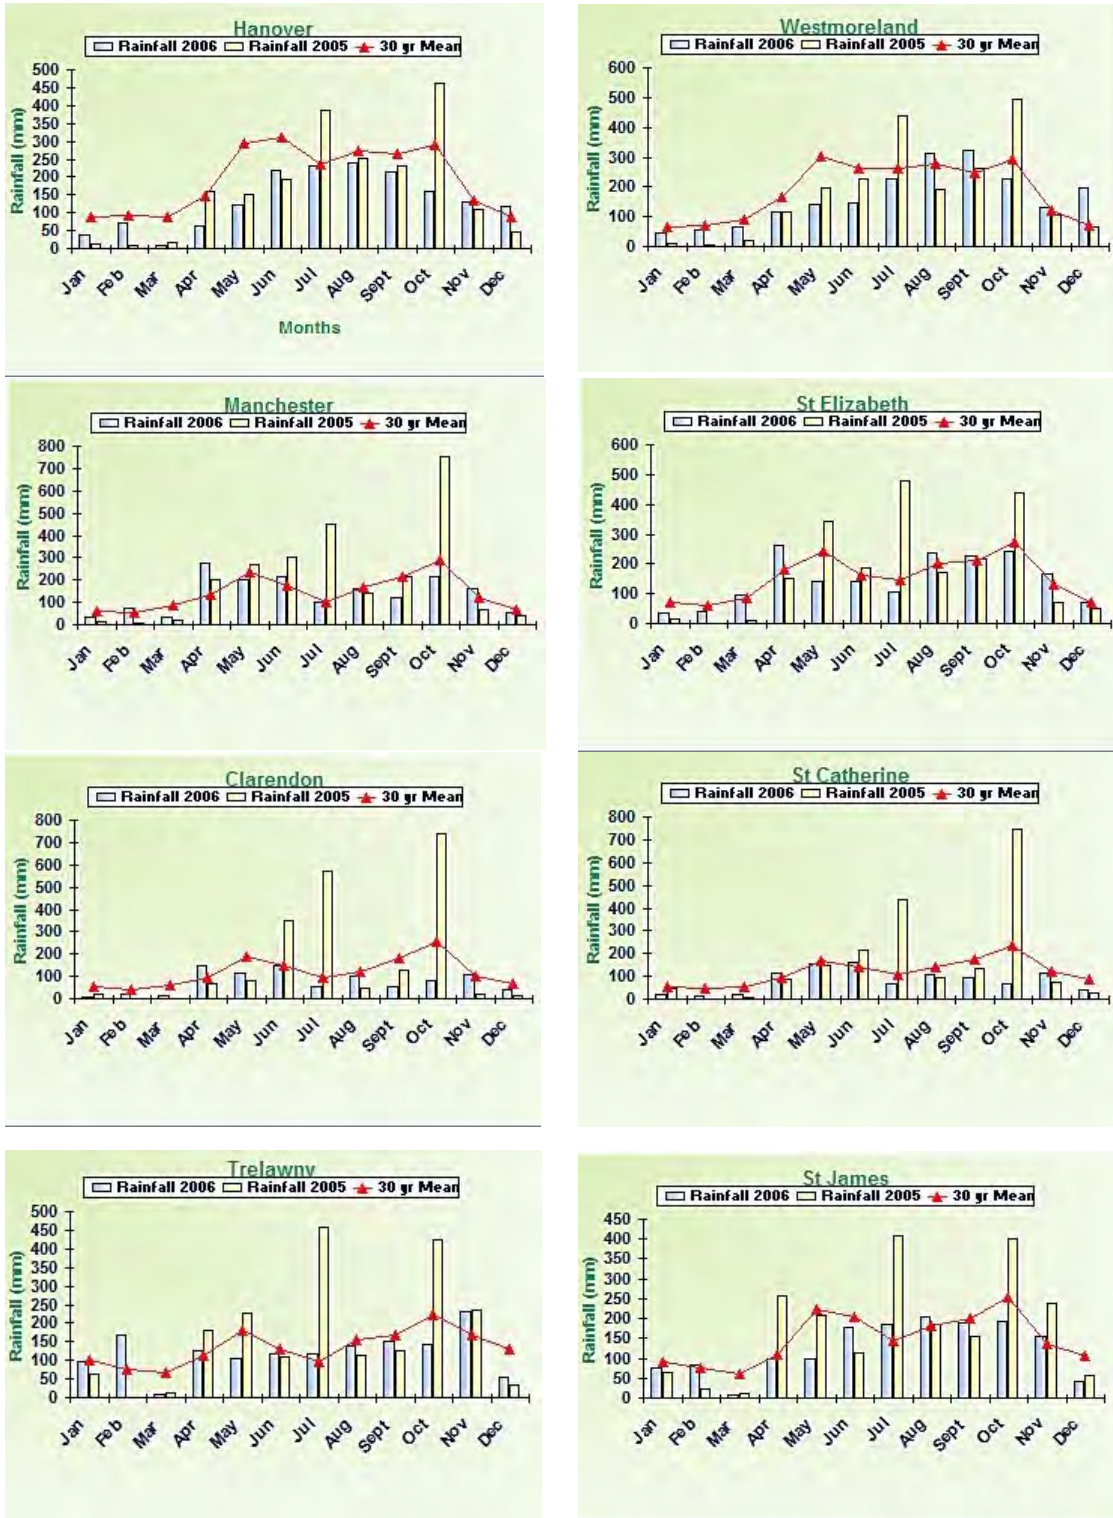 Hanover
Rainfall 2006 Rainfall 2005 30 yr Mean
Rainfall (mm)
500
450
400
350
300
250
200
150
100
50
0
Jan Feb Mar Apr May Jun Jul Aug Sept Oct Nov Dec
Months
Westmoreland
Rainfall 2006 Rainfall 2005 30 yr Mean
Rainfall (mm)
600
500
400
300
200
100
0
Jan Feb Mar Apr May Jun Jul Aug Sept Oct Nov Dec
Manchester
Rainfall 2006 Rainfall 2005 30 yr Mean
Rainfall (mm)
800
700
600
500
400
300
200
100
0
Jan Feb Mar Apr May Jun Jul Aug Sept Oct Nov Dec
St Elizabeth
Rainfall 2006 Rainfall 2005 30 yr Mean
Rainfall (mm)
600
500
400
300
200
100
0
Jan Feb Mar Apr May Jun Jul Aug Sept Oct Nov Dec
Clarendon
Rainfall 2006 Rainfall 2005 30 yr Mean
Rainfall (mm)
800
700
600
500
400
300
200
100
0
Jan Feb Mar Apr May Jun Jul Aug Sept Oct Nov Dec
St Catherine
Rainfall 2006 Rainfall 2005 30 yr Mean
Rainfall (mm)
800
700
600
500
400
300
200
100
0
Jan Feb Mar Apr May Jun Jul Aug Sept Oct Nov Dec
Trelawny
Rainfall 2006 Rainfall 2005 30 yr Mean
Rainfall (mm)
500
450
400
350
300
250
200
150
100
50
0
Jan Feb Mar Apr May Jun Jul Aug Sept Oct Nov Dec
St James
Rainfall 2006 Rainfall 2005 30 yr Mean
Rainfall (mm)
450
400
350
300
250
200
150
100
50
0
Jan Feb Mar Apr May Jun Jul Aug Sept Oct Nov Dec